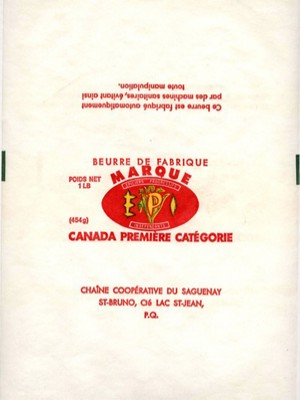 Ce beurre est fabriqué automatiquement
par des machines sanitaires, évitant ainsi
toute manipulation.
BEURRE DE FABRIQUE
MARQUE
POIDS NET
1 LB
(454g)
CANADA PREMIÈRE CATÉGORIE
CHAÎNE COOPÉRATIVE DU SAGUENAY
ST-BRUNO, Cté LAC ST-JEAN,
P.Q.